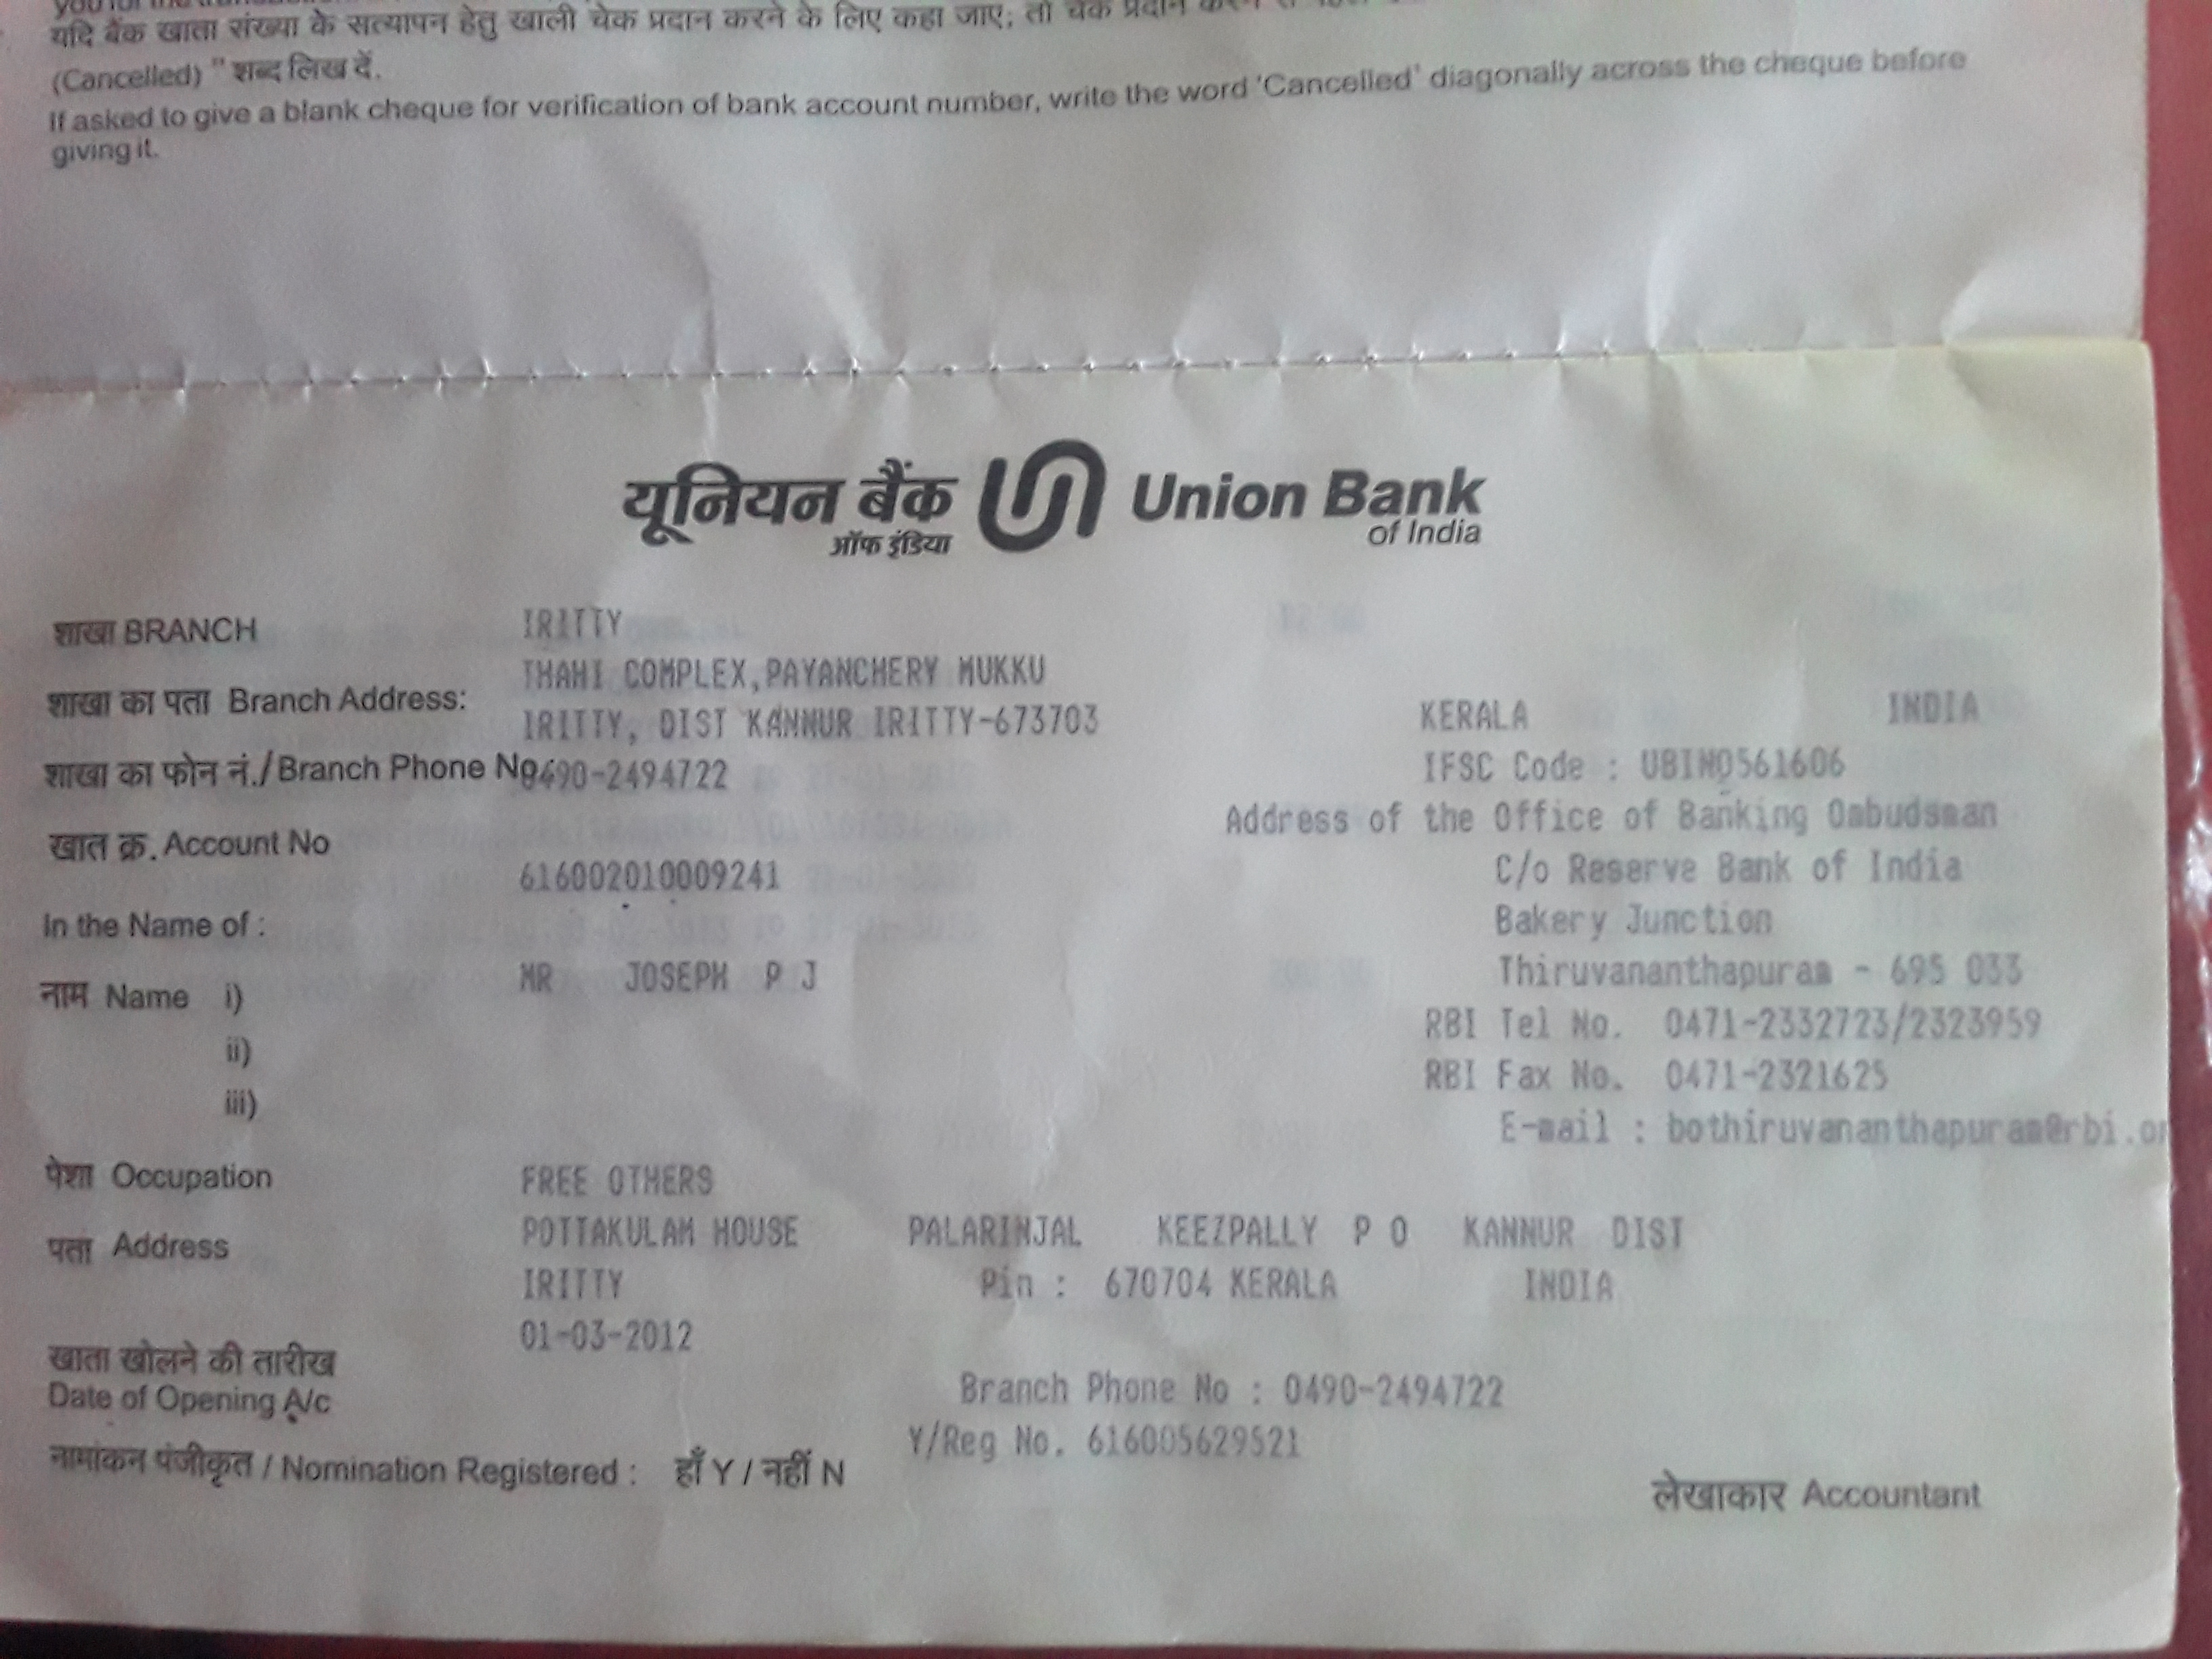 यदि बैंक खाता संख्या के सत्यापन हेतु खाली चेक प्रदान करने के लिए कहा जाए; तो चेक प्रदान
(Cancelled) "शब्द लिख दें.
If asked to give a blank cheque for verification of bank account number, write the word 'Cancelled' diagonally across the cheque before
giving it.
यूनियन बैंक Union Bank
ऑफ इंडिया of India
शाखा BRANCH IRITTY
शाखा का पता Branch Address: THAMI COMPLEX,PAYANCHERY MUKKU
IRITTY, DIST KANNUR IRITTY-673703 KERALA INDIA
शाखा का फोन नं./Branch Phone No 0490-2494722 IFSC Code : UBIN0561606
Address of the Office of Banking Ombudsman
खात क्र. Account No 616002010009241 C/o Reserve Bank of India
In the Name of : Bakery Junction
नाम Name i) MR JOSEPH P J Thiruvananthapuram - 695 033
ii) RBI Tel No. 0471-2332723/2323959
iii) RBI Fax No. 0471-2321625
E-mail : bothiruvananthapuram@rbi.or
पेशा Occupation FREE OTHERS
पता Address POTTAKULAM HOUSE PALARINJAL KEEZPALLY P O KANNUR DIST
IRITTY Pin : 670704 KERALA INDIA
खाता खोलने की तारीख 01-03-2012
Date of Opening A/c Branch Phone No : 0490-2494722
नामांकन पंजीकृत / Nomination Registered : हाँ Y / नहीं N Y/Reg No. 616005629521
लेखाकार Accountant